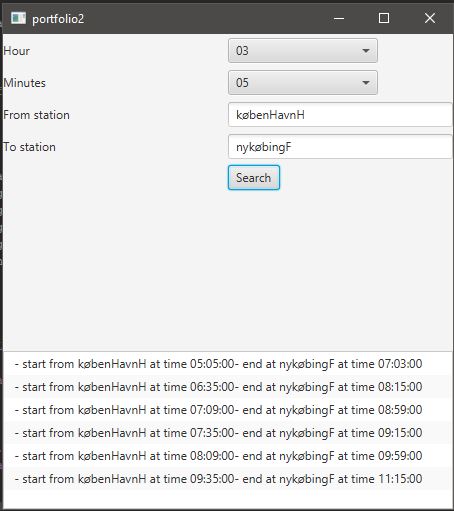 portfolio2
Hour 03
Minutes 05
From station købenHavnH
To station nykøbingF
Search
- start from købenHavnH at time 05:05:00- end at nykøbingF at time 07:03:00
- start from købenHavnH at time 06:35:00- end at nykøbingF at time 08:15:00
- start from købenHavnH at time 07:09:00- end at nykøbingF at time 08:59:00
- start from købenHavnH at time 07:35:00- end at nykøbingF at time 09:15:00
- start from købenHavnH at time 08:09:00- end at nykøbingF at time 09:59:00
- start from købenHavnH at time 09:35:00- end at nykøbingF at time 11:15:00